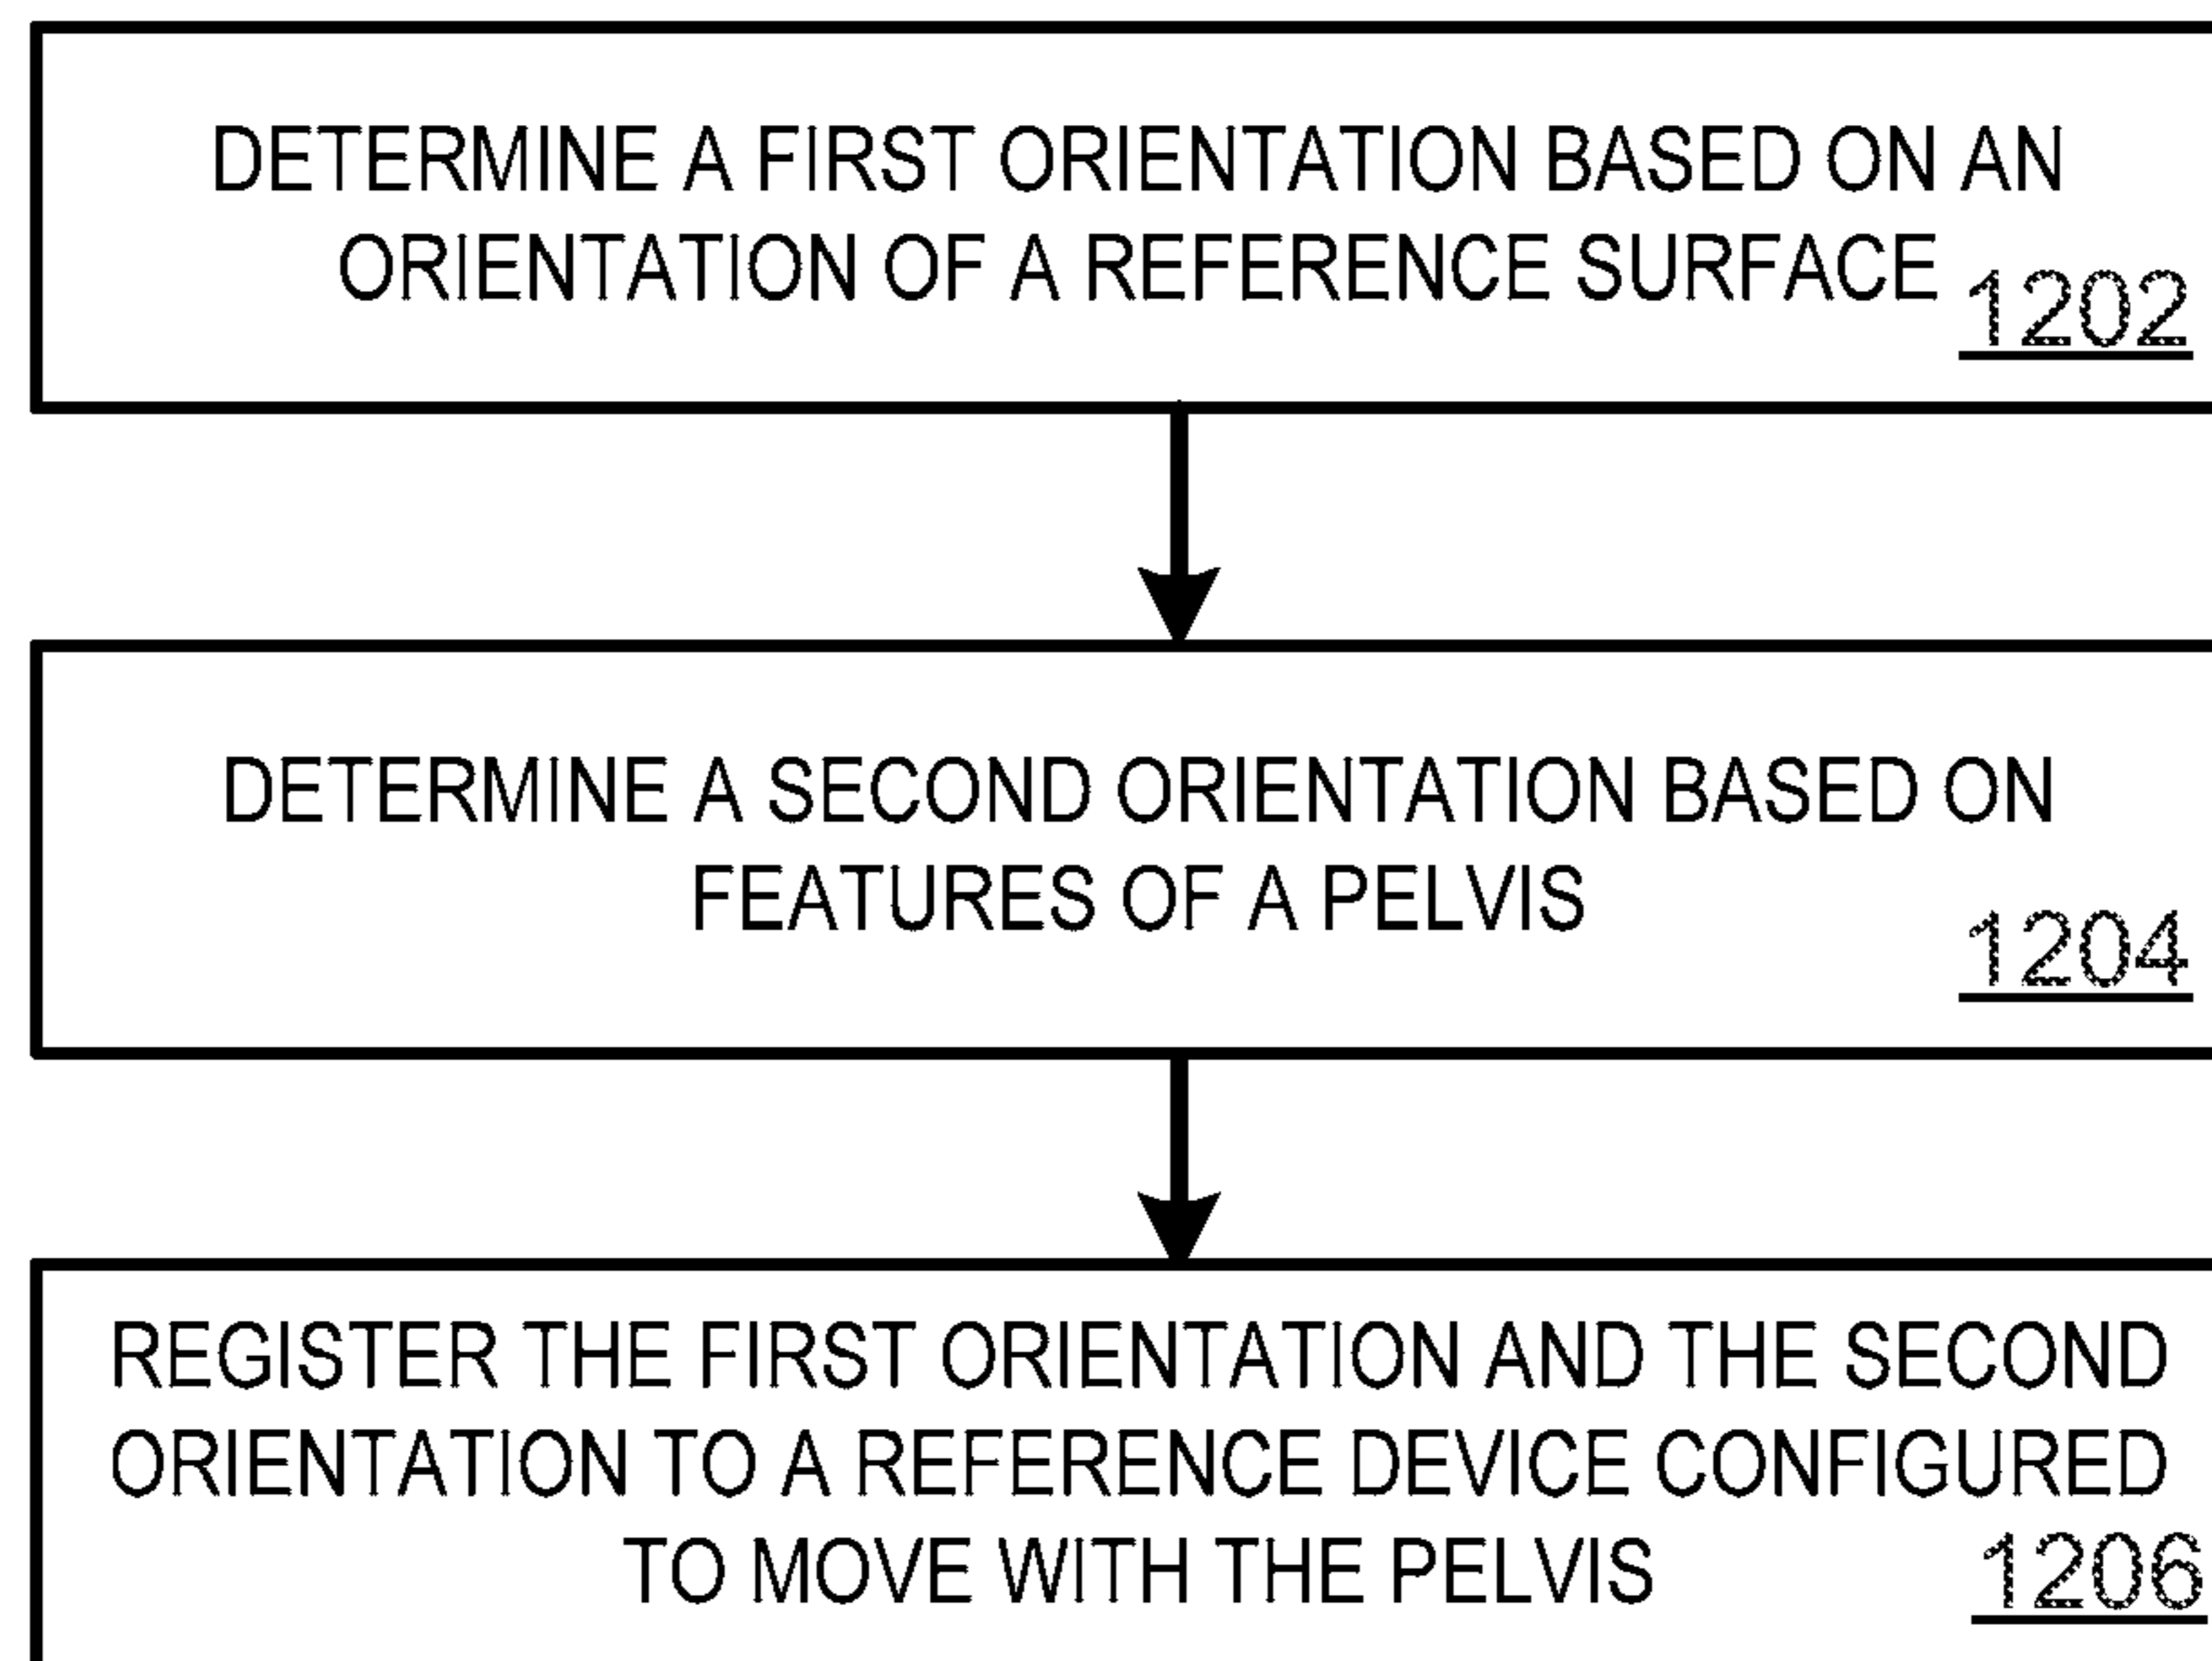 DETERMINE A FIRST ORIENTATION BASED ON AN
ORIENTATION OF A REFERENCE SURFACE
1202
DETERMINE A SECOND ORIENTATION BASED ON
FEATURES OF A PELVIS
1204
REGISTER THE FIRST ORIENTATION AND THE SECOND
ORIENTATION TO A REFERENCE DEVICE CONFIGURED
TO MOVE WITH THE PELVIS
1206